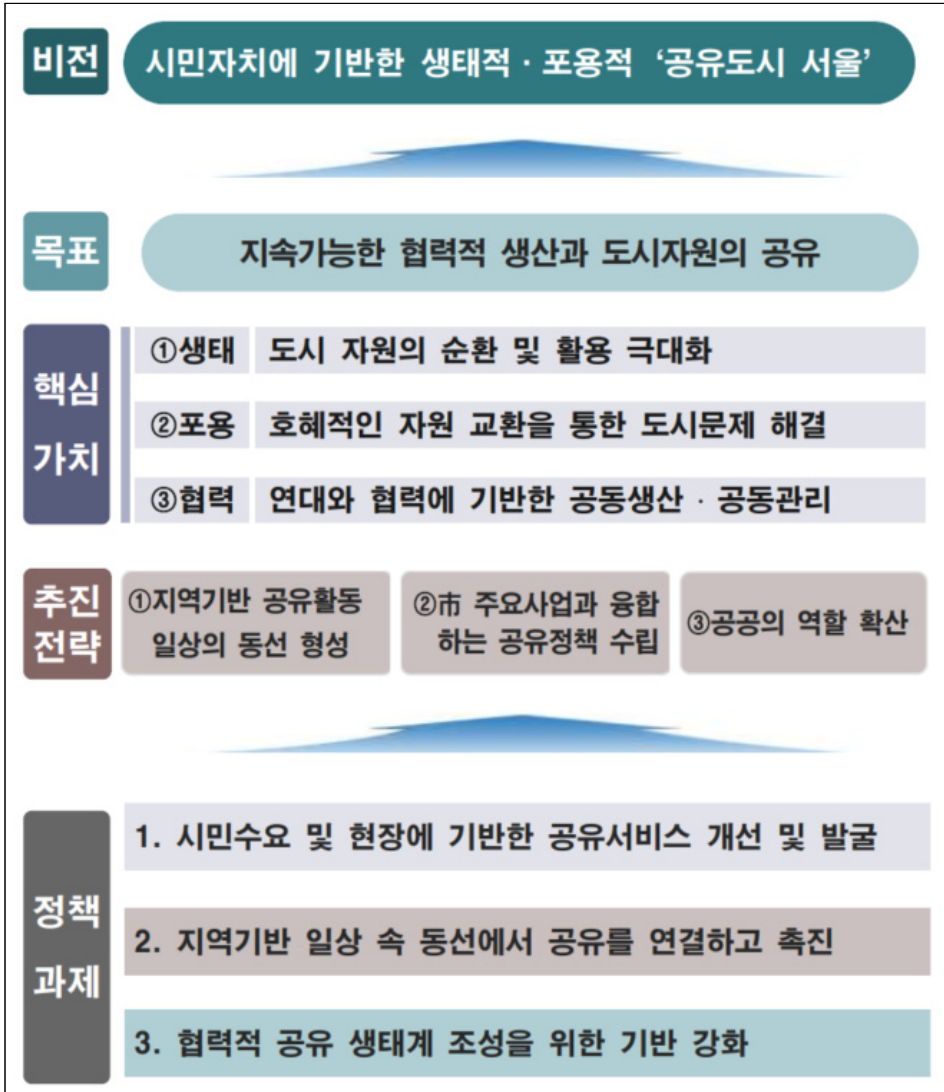 비전
시민자치에 기반한 생태적·포용적 ‘공유도시 서울’
목표
지속가능한 협력적 생산과 도시자원의 공유
핵심
가치
①생태 도시 자원의 순환 및 활용 극대화
②포용 호혜적인 자원 교환을 통한 도시문제 해결
③협력 연대와 협력에 기반한 공동생산·공동관리
추진
전략
①지역기반 공유활동
일상의 동선 형성
②市 주요사업과 융합
하는 공유정책 수립
③공공의 역할 확산
정책
과제
1. 시민수요 및 현장에 기반한 공유서비스 개선 및 발굴
2. 지역기반 일상 속 동선에서 공유를 연결하고 촉진
3. 협력적 공유 생태계 조성을 위한 기반 강화